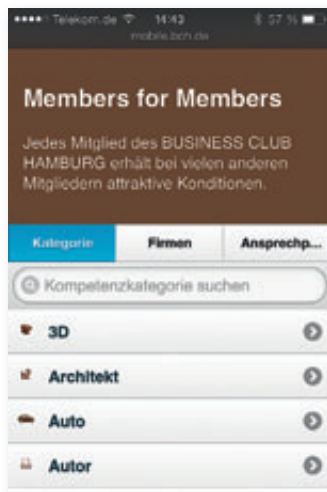 Telekom.de 14:43 57 %
mobile.bch.de
Members for Members
Jedes Mitglied des BUSINESS CLUB
HAMBURG erhält bei vielen anderen
Mitgliedern attraktive Konditionen.
Kategorie Firmen Ansprechp...
Kompetenzkategorie suchen
3D
Architekt
Auto
Autor